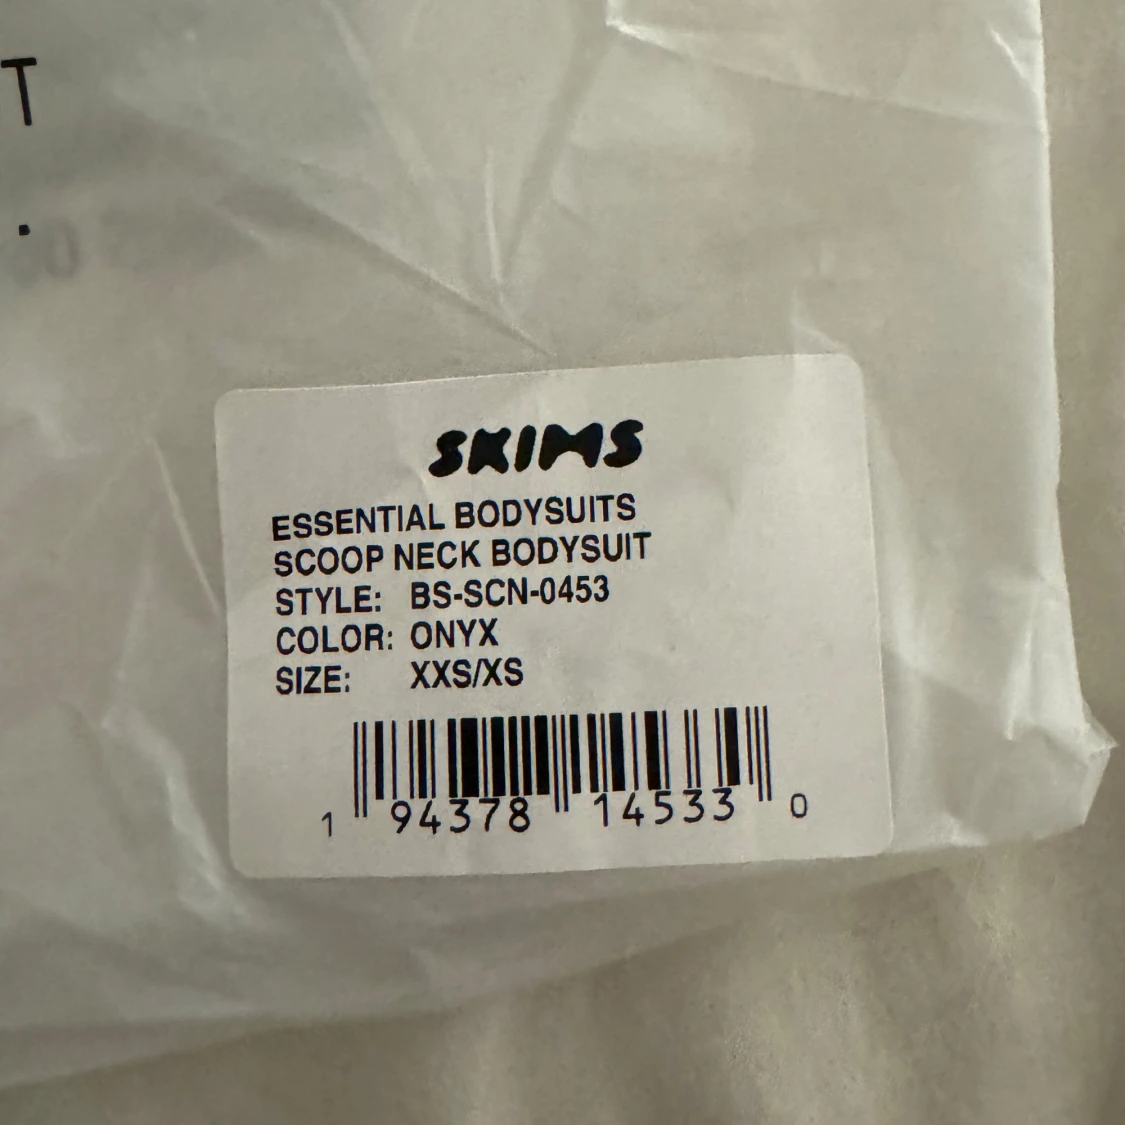 T
.
SKIMS
ESSENTIAL BODYSUITS
SCOOP NECK BODYSUIT
STYLE: BS-SCN-0453
COLOR: ONYX
SIZE: XXS/XS
1 94378 14533 0